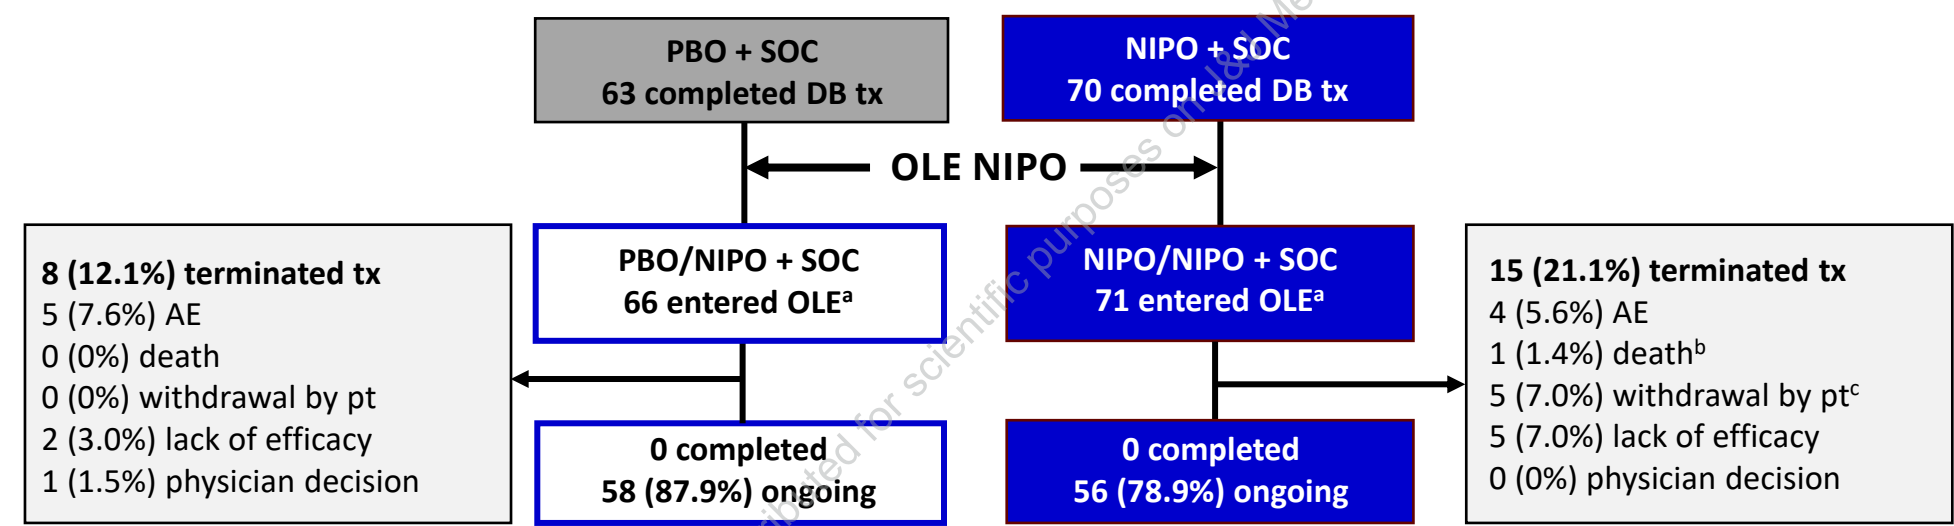 PBO + SOC
63 completed DB tx
NIPO + SOC
70 completed DB tx
OLE NIPO
8 (12.1%) terminated tx
5 (7.6%) AE
0 (0%) death
0 (0%) withdrawal by pt
2 (3.0%) lack of efficacy
1 (1.5%) physician decision
PBO/NIPO + SOC
66 entered OLEᵃ
NIPO/NIPO + SOC
71 entered OLEᵃ
15 (21.1%) terminated tx
4 (5.6%) AE
1 (1.4%) deathᵇ
5 (7.0%) withdrawal by ptᶜ
5 (7.0%) lack of efficacy
0 (0%) physician decision
0 completed
58 (87.9%) ongoing
0 completed
56 (78.9%) ongoing
for scientific purposes on J&J